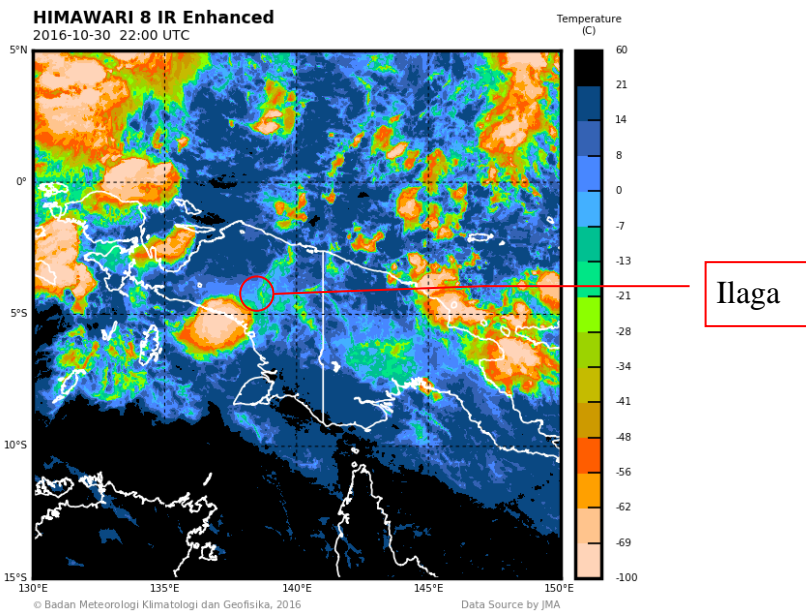 HIMAWARI 8 IR Enhanced
2016-10-30 22:00 UTC
Temperature
(C)
5°N
0°
5°S
10°S
15°S
130°E
135°E
140°E
145°E
150°E
60
21
14
8
0
-7
-13
-21
-28
-34
-41
-48
-56
-62
-69
-100
Ilaga
© Badan Meteorologi Klimatologi dan Geofisika, 2016
Data Source by JMA